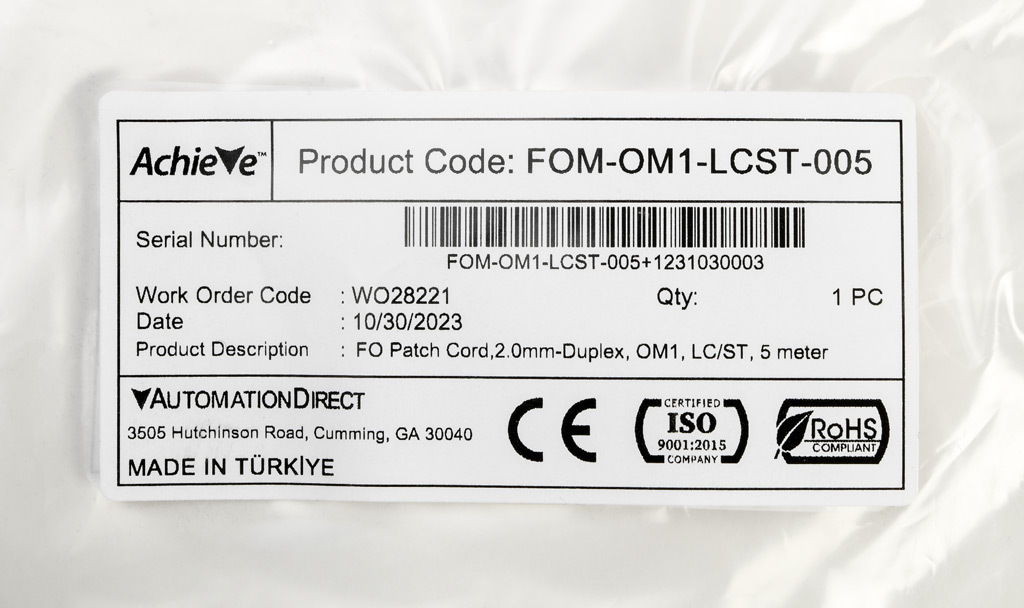 Achieve™
Product Code: FOM-OM1-LCST-005
Serial Number:
FOM-OM1-LCST-005+1231030003
Work Order Code : WO28221 Qty: 1 PC
Date : 10/30/2023
Product Description : FO Patch Cord,2.0mm-Duplex, OM1, LC/ST, 5 meter
AUTOMATIONDIRECT
3505 Hutchinson Road, Cumming, GA 30040
MADE IN TÜRKİYE
CE
CERTIFIED
ISO
9001:2015
COMPANY
RoHS
COMPLIANT